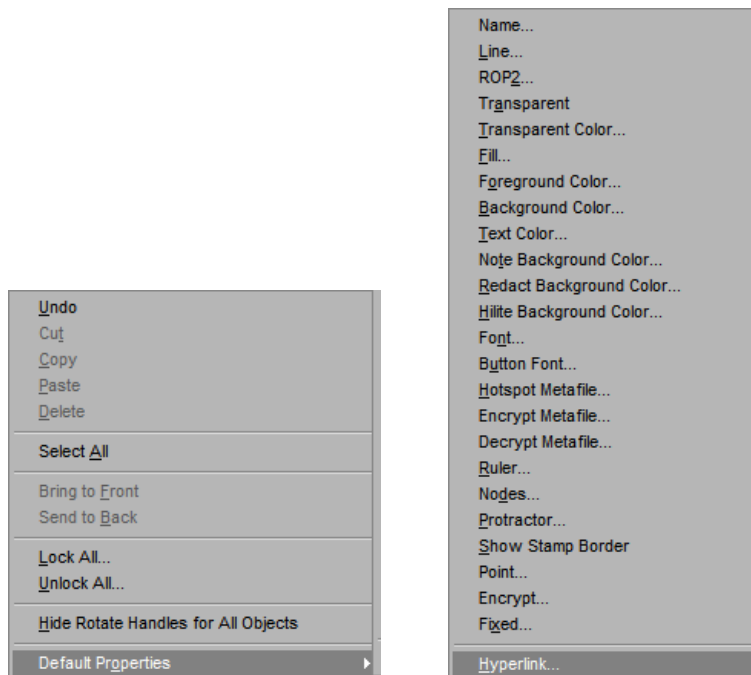 Undo
Cut
Copy
Paste
Delete
Select All
Bring to Front
Send to Back
Lock All...
Unlock All...
Hide Rotate Handles for All Objects
Default Properties
Name...
Line...
ROP2...
Transparent
Transparent Color...
Fill...
Foreground Color...
Background Color...
Text Color...
Note Background Color...
Redact Background Color...
Hilite Background Color...
Font...
Button Font...
Hotspot Metafile...
Encrypt Metafile...
Decrypt Metafile...
Ruler...
Nodes...
Protractor...
Show Stamp Border
Point...
Encrypt...
Fixed...
Hyperlink...